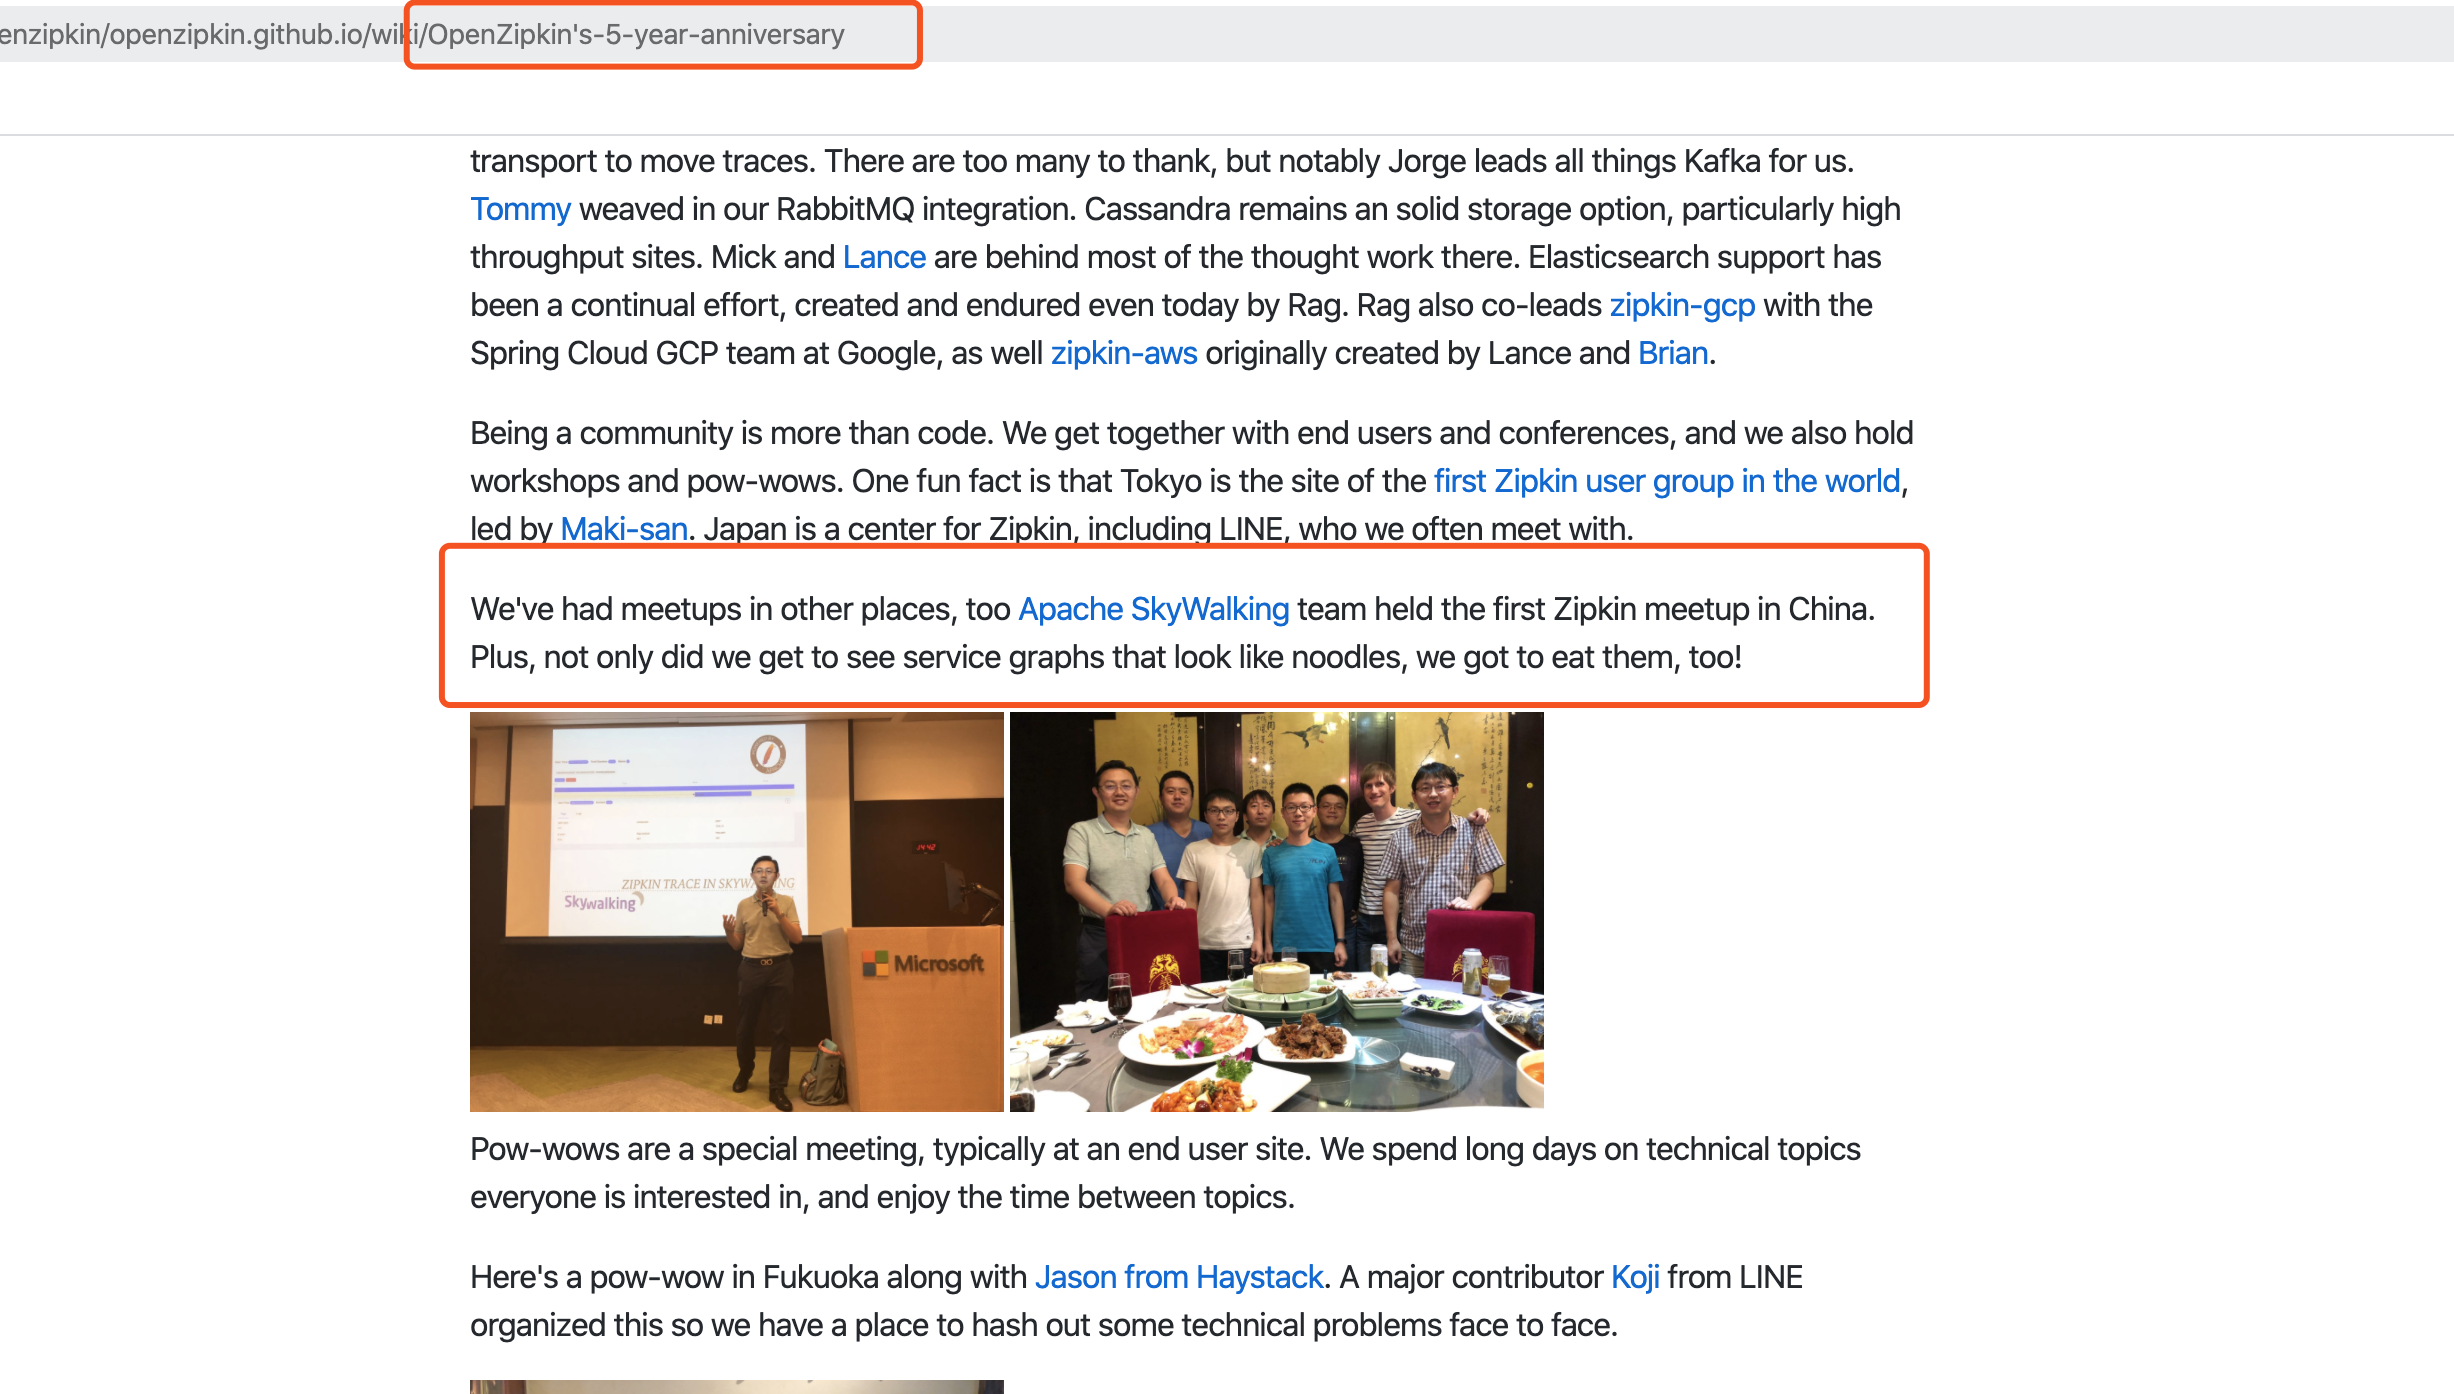 enzipkin/openzipkin.github.io/wiki/OpenZipkin's-5-year-anniversary
transport to move traces. There are too many to thank, but notably Jorge leads all things Kafka for us.
Tommy weaved in our RabbitMQ integration. Cassandra remains an solid storage option, particularly high
throughput sites. Mick and Lance are behind most of the thought work there. Elasticsearch support has
been a continual effort, created and endured even today by Rag. Rag also co-leads zipkin-gcp with the
Spring Cloud GCP team at Google, as well zipkin-aws originally created by Lance and Brian.
Being a community is more than code. We get together with end users and conferences, and we also hold
workshops and pow-wows. One fun fact is that Tokyo is the site of the first Zipkin user group in the world,
led by Maki-san. Japan is a center for Zipkin, including LINE, who we often meet with.
We've had meetups in other places, too Apache SkyWalking team held the first Zipkin meetup in China.
Plus, not only did we get to see service graphs that look like noodles, we got to eat them, too!
ZIPKIN TRACE IN
Skywalking
Microsoft
Pow-wows are a special meeting, typically at an end user site. We spend long days on technical topics
everyone is interested in, and enjoy the time between topics.
Here's a pow-wow in Fukuoka along with Jason from Haystack. A major contributor Koji from LINE
organized this so we have a place to hash out some technical problems face to face.